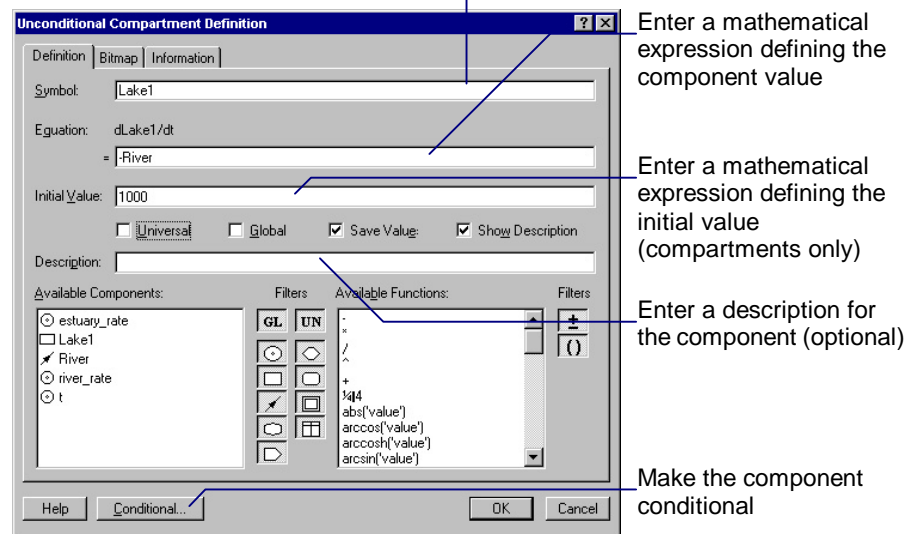 Unconditional Compartment Definition
Definition Bitmap Information
Symbol: Lake1
Equation: dLake1/dt
= -River
Initial Value: 1000
Universal Global Save Value: Show Description
Description:
Available Components: Filters Available Functions: Filters
estuary_rate
Lake1
River
river_rate
t
GL UN
-
*
/
^
+
¼|4
abs('value')
arccos('value')
arccosh('value')
arcsin('value')
±
()
Help Conditional... OK Cancel
Enter a mathematical
expression defining the
component value
Enter a mathematical
expression defining the
initial value
(compartments only)
Enter a description for
the component (optional)
Make the component
conditional